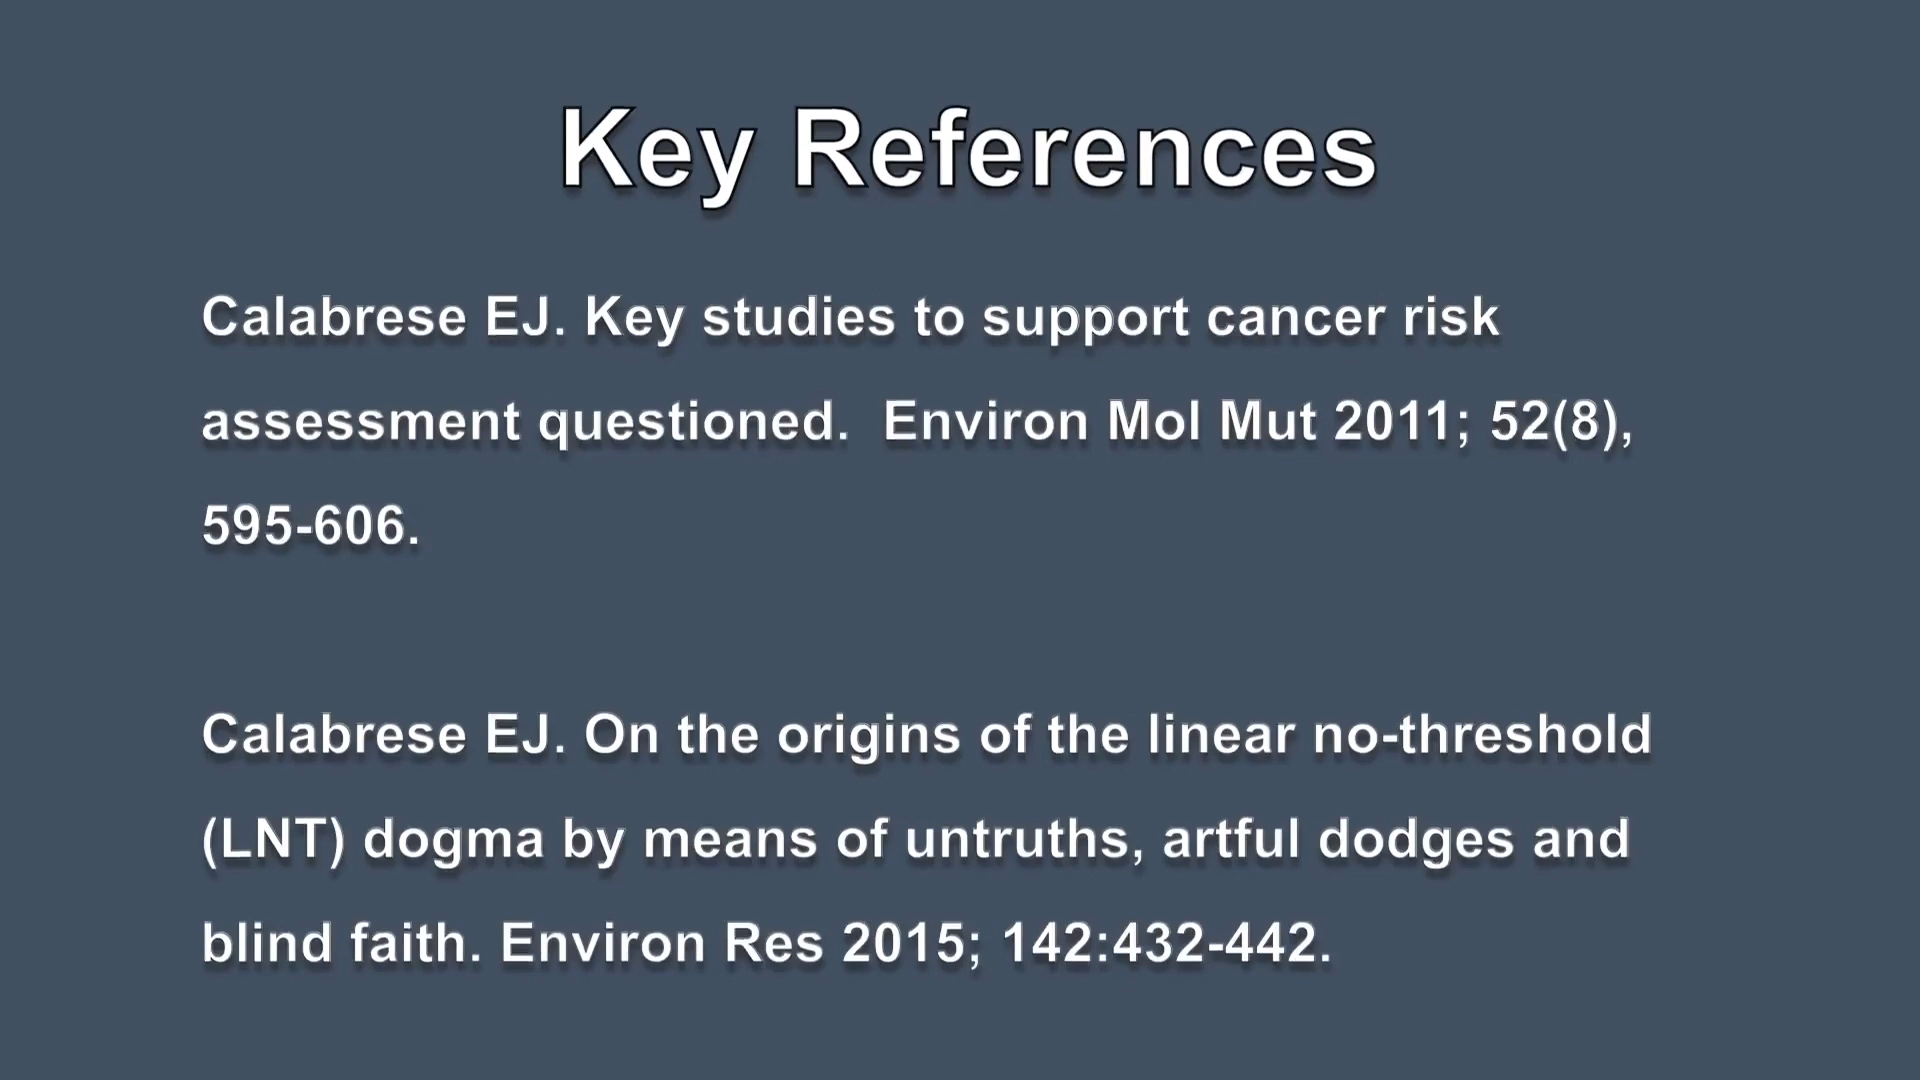 Key References
Calabrese EJ. Key studies to support cancer risk
assessment questioned.  Environ Mol Mut 2011; 52(8),
595-606.
Calabrese EJ. On the origins of the linear no-threshold
(LNT) dogma by means of untruths, artful dodges and
blind faith. Environ Res 2015; 142:432-442.